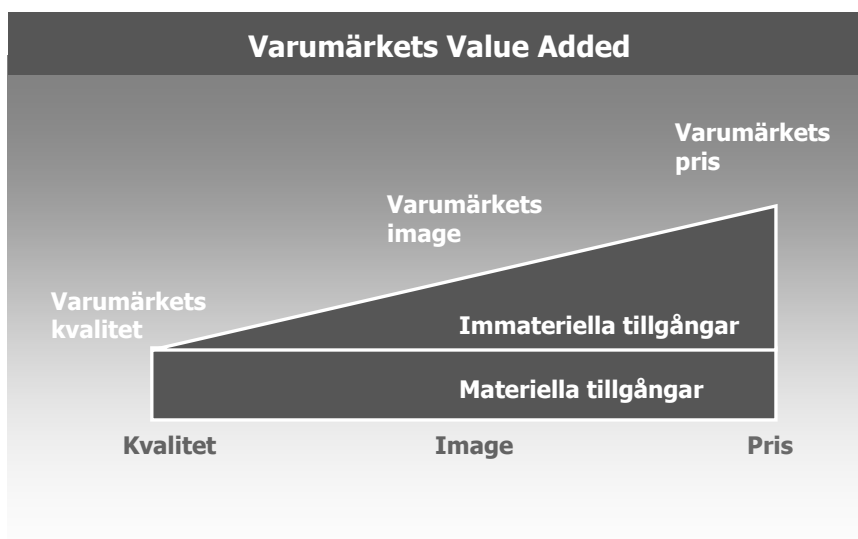 Varumärkets Value Added
Varumärkets
pris
Varumärkets
image
Varumärkets
kvalitet
Immateriella tillgångar
Materiella tillgångar
Kvalitet
Image
Pris